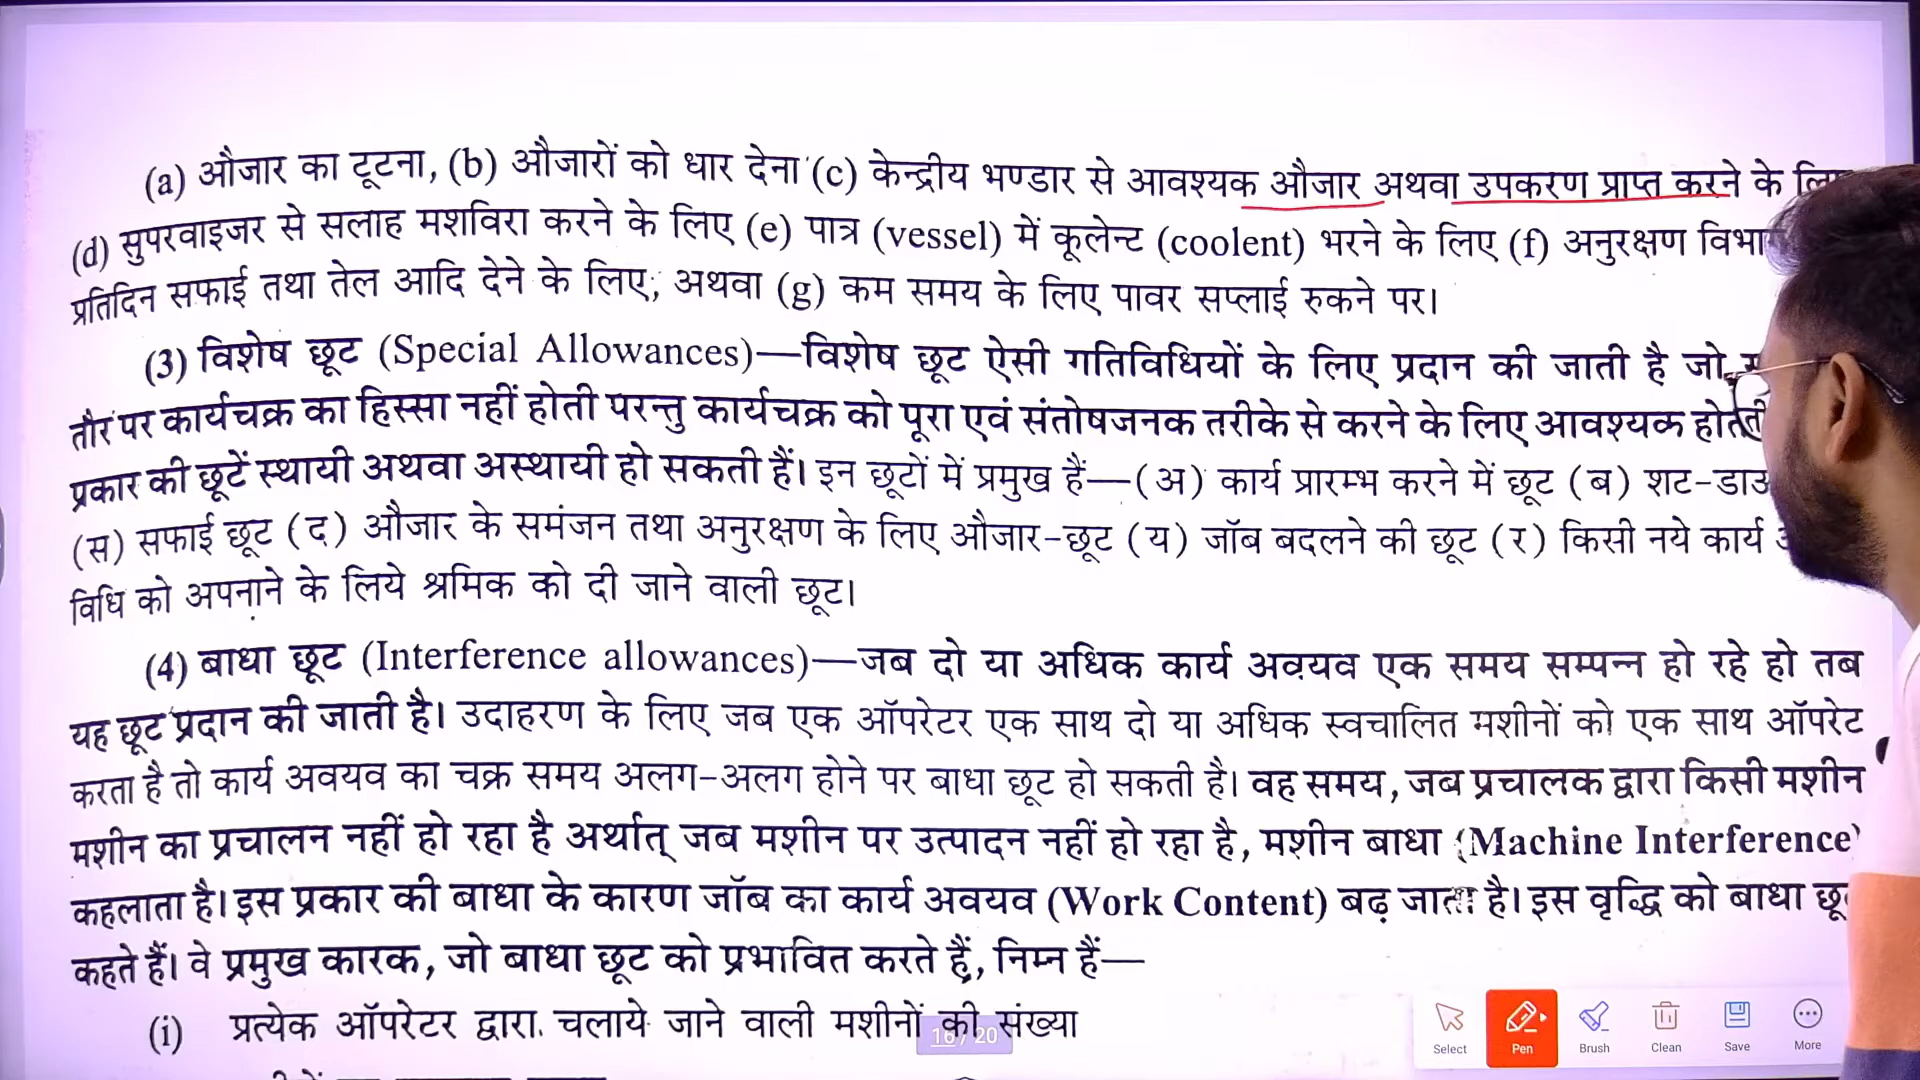 (a) औजार का टूटना, (b) औजारों को धार देना (c) केन्द्रीय भण्डार से आवश्यक औजार अथवा उपकरण प्राप्त करने के
(d) सुपरवाइजर से सलाह मशविरा करने के लिए (e) पात्र (vessel) में कूलेन्ट (coolent) भरने के लिए (f) अनुरक्षण
प्रतिदिन सफाई तथा तेल आदि देने के लिए; अथवा (g) कम समय के लिए पावर सप्लाई रुकने पर।
(3) विशेष छूट (Special Allowances)—विशेष छूट ऐसी गतिविधियों के लिए प्रदान की जाती है जो
तौर पर कार्यचक्र का हिस्सा नहीं होती परन्तु कार्यचक्र को पूरा एवं संतोषजनक तरीके से करने के लिए आवश्यक
प्रकार की छूटें स्थायी अथवा अस्थायी हो सकती हैं। इन छूटों में प्रमुख हैं—(अ) कार्य प्रारम्भ करने में छूट (ब)
(स) सफाई छूट (द) औजार के समंजन तथा अनुरक्षण के लिए औजार-छूट (य) जॉब बदलने की छूट (र) किसी नये कार्य
विधि को अपनाने के लिये श्रमिक को दी जाने वाली छूट।
(4) बाधा छूट (Interference allowances)—जब दो या अधिक कार्य अवयव एक समय सम्पन्न हो रहे हो तब
यह छूट प्रदान की जाती है। उदाहरण के लिए जब एक ऑपरेटर एक साथ दो या अधिक स्वचालित मशीनों को एक साथ ऑपरेट
करता है तो कार्य अवयव का चक्र समय अलग-अलग होने पर बाधा छूट हो सकती है। वह समय, जब प्रचालक द्वारा किसी मशीन
मशीन का प्रचालन नहीं हो रहा है अर्थात् जब मशीन पर उत्पादन नहीं हो रहा है, मशीन बाधा (Machine Interference)
कहलाता है। इस प्रकार की बाधा के कारण जॉब का कार्य अवयव (Work Content) बढ़ जाता है। इस वृद्धि को बाधा
कहते हैं। वे प्रमुख कारक, जो बाधा छूट को प्रभावित करते हैं, निम्न हैं—
(i) प्रत्येक ऑपरेटर द्वारा चलाये जाने वाली मशीनों की संख्या
16 / 20
Select Pen Brush Clean Save More